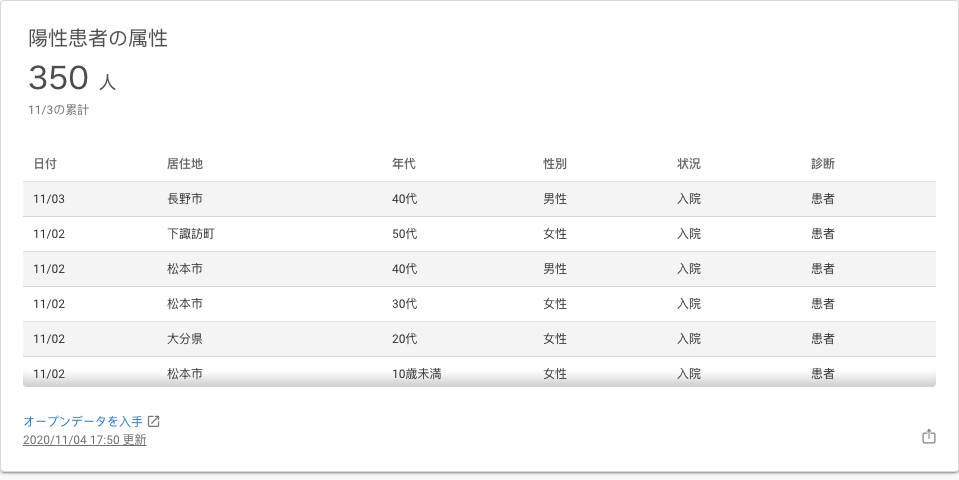 陽性患者の属性
350 人
11/3の累計
日付 居住地 年代 性別 状況 診断
11/03 長野市 40代 男性 入院 患者
11/02 下諏訪町 50代 女性 入院 患者
11/02 松本市 40代 男性 入院 患者
11/02 松本市 30代 女性 入院 患者
11/02 大分県 20代 女性 入院 患者
11/02 松本市 10歳未満 女性 入院 患者
オープンデータを入手
2020/11/04 17:50 更新